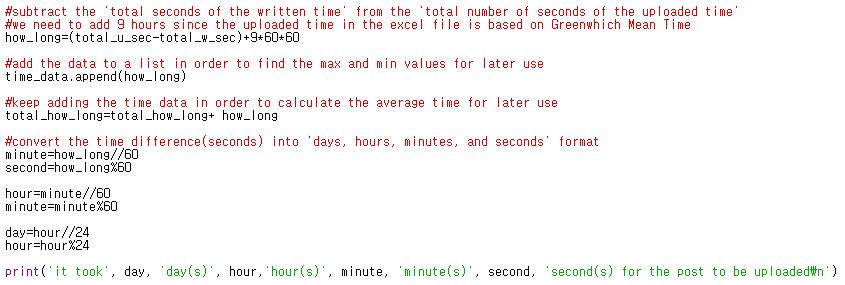 #subtract the 'total seconds of the written time' from the 'total number of seconds of the uploaded time'
#we need to add 9 hours since the uploaded time in the excel file is based on Greenwhich Mean Time
how_long=(total_u_sec-total_w_sec)+9*60*60
#add the data to a list in order to find the max and min values for later use
time_data.append(how_long)
#keep adding the time data in order to calculate the average time for later use
total_how_long=total_how_long+ how_long
#convert the time difference(seconds) into 'days, hours, minutes, and seconds' format
minute=how_long//60
second=how_long%60
hour=minute//60
minute=minute%60
day=hour//24
hour=hour%24
print('it took', day, 'day(s)', hour,'hour(s)', minute, 'minute(s)', second, 'second(s) for the post to be uploaded₩n')